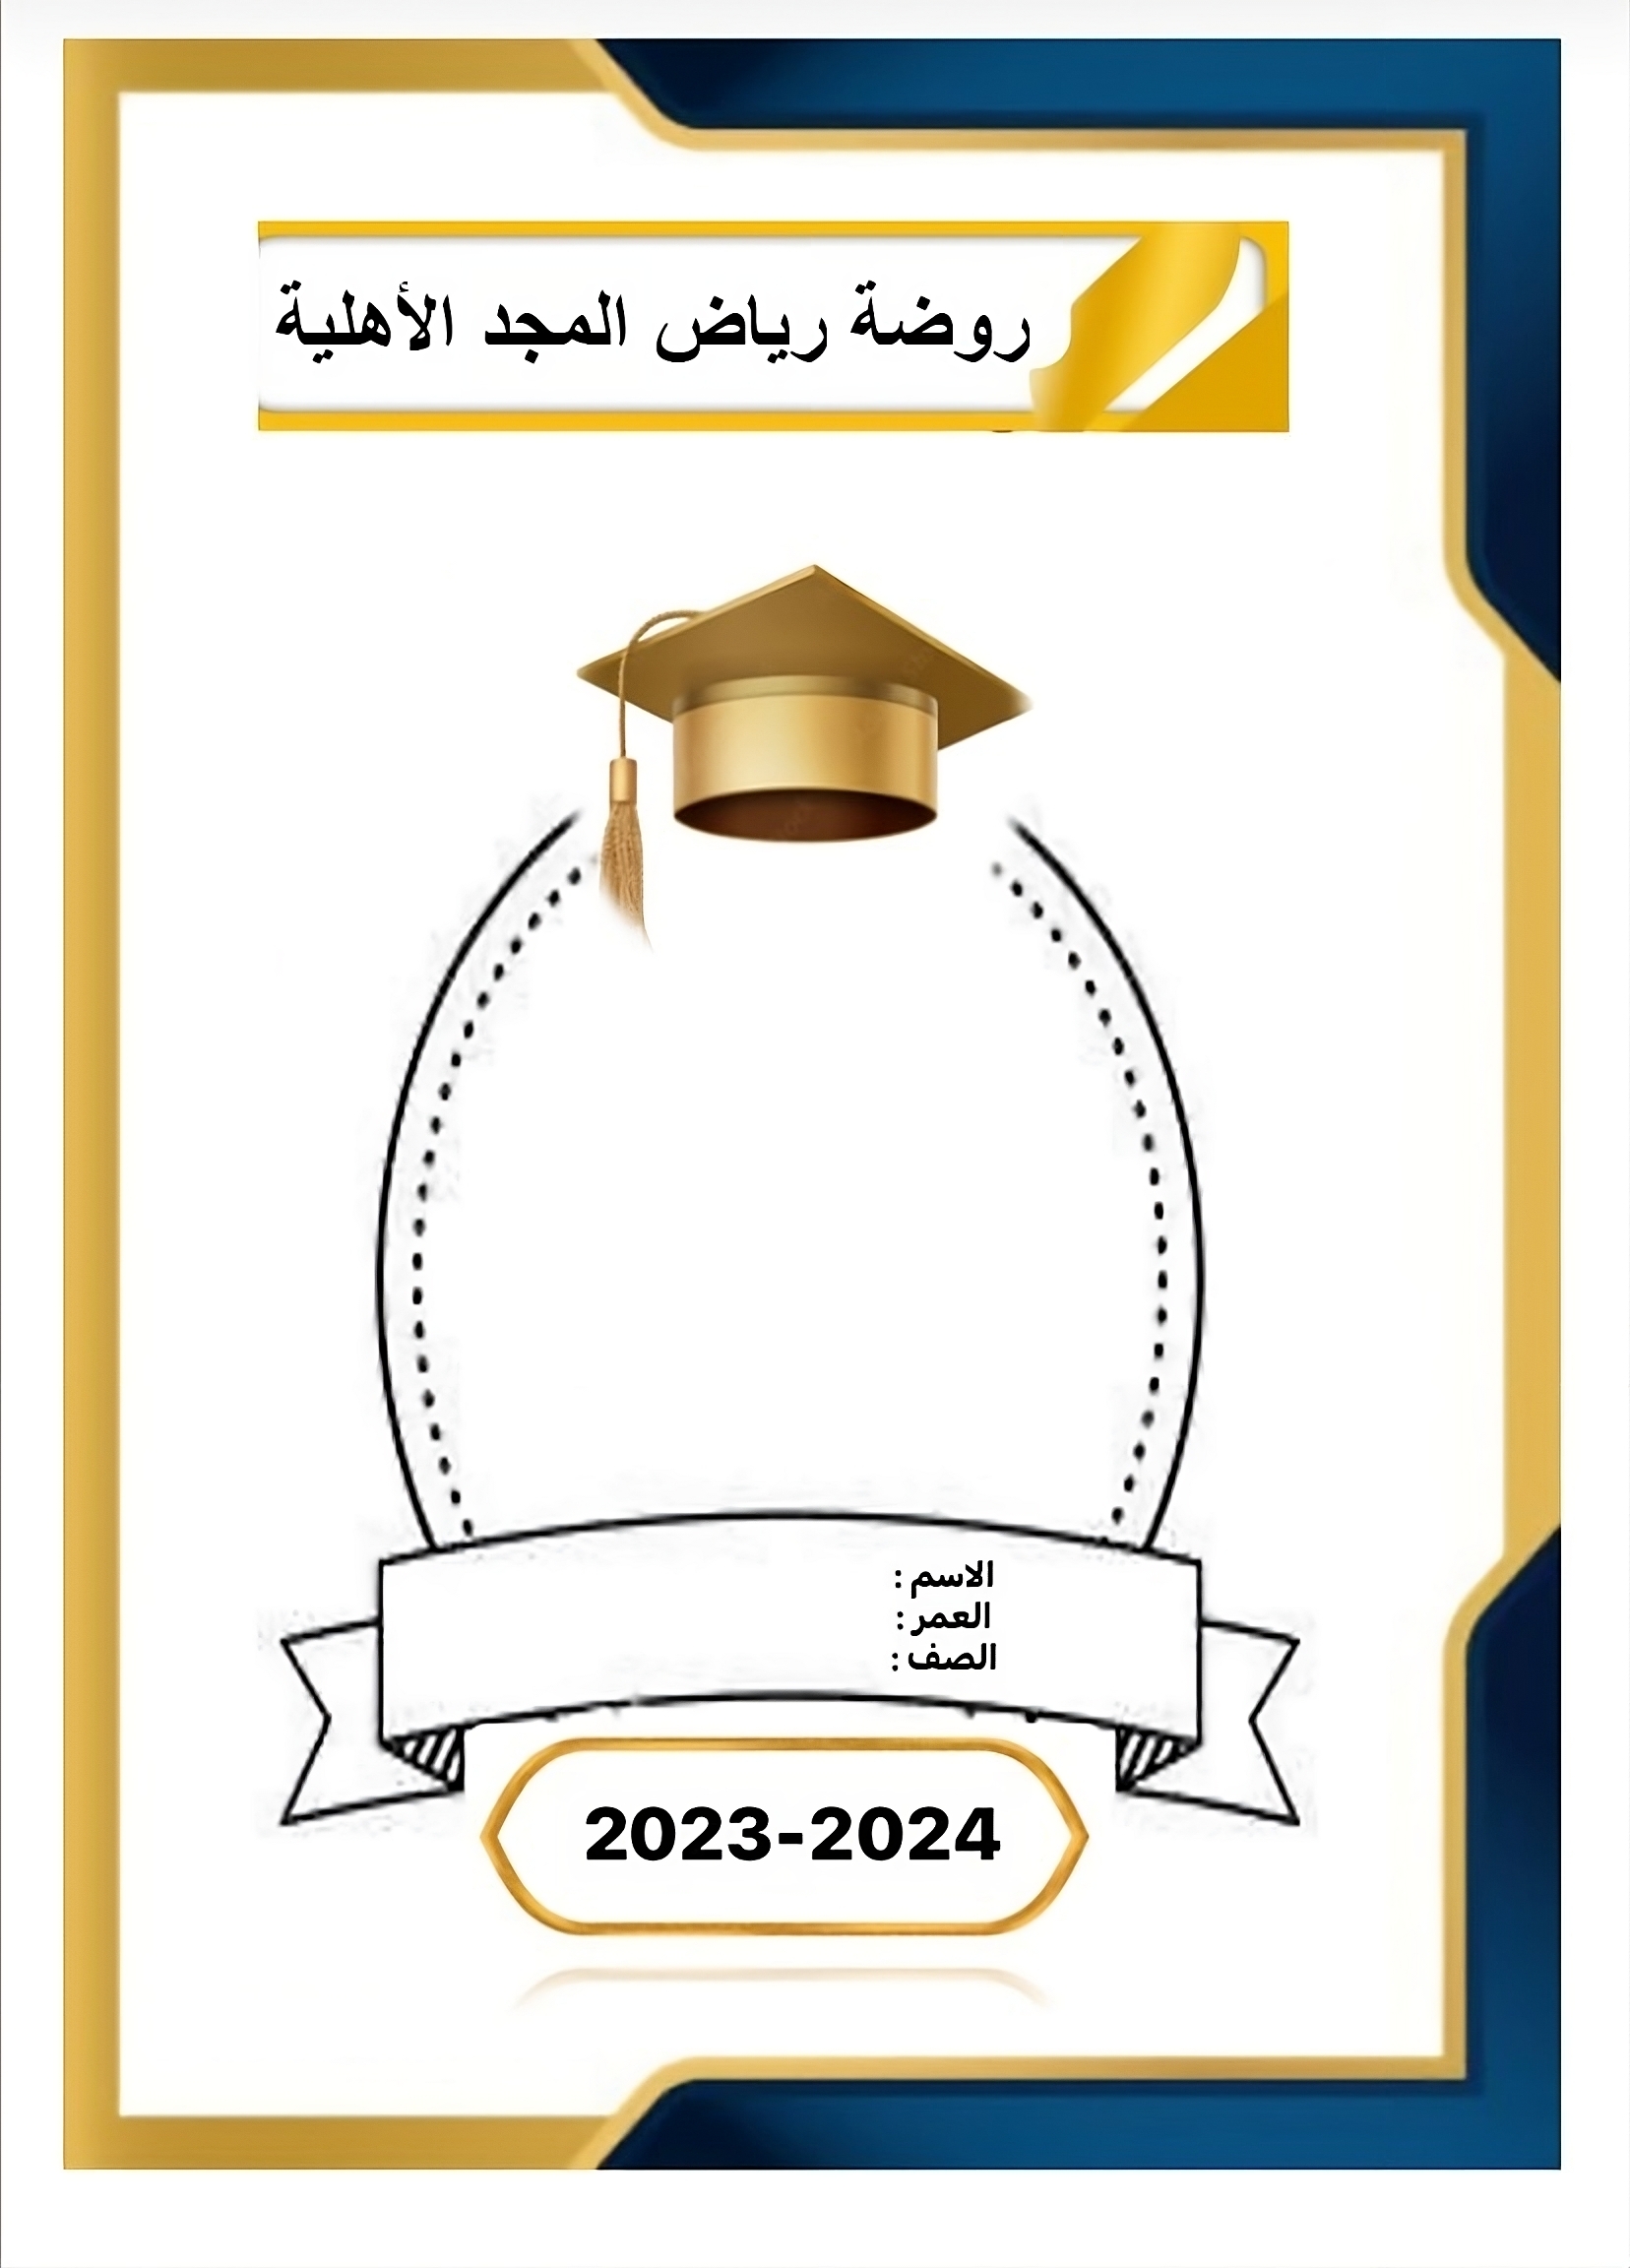 روضة رياض المجد الأهلية
الاسم :
العمر :
الصف :
2023-2024